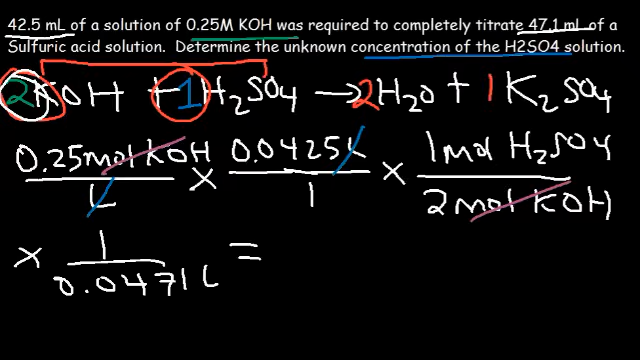 42.5 mL of a solution of 0.25M KOH was required to completely titrate 47.1 mL of a
Sulfuric acid solution. Determine the unknown concentration of the H2SO4 solution.
2KOH + 1H₂SO₄ → 2H₂O + 1K₂SO₄
0.25mol KOH/L × 0.0425L/1 × 1mol H₂SO₄/2mol KOH
× 1/0.0471L =